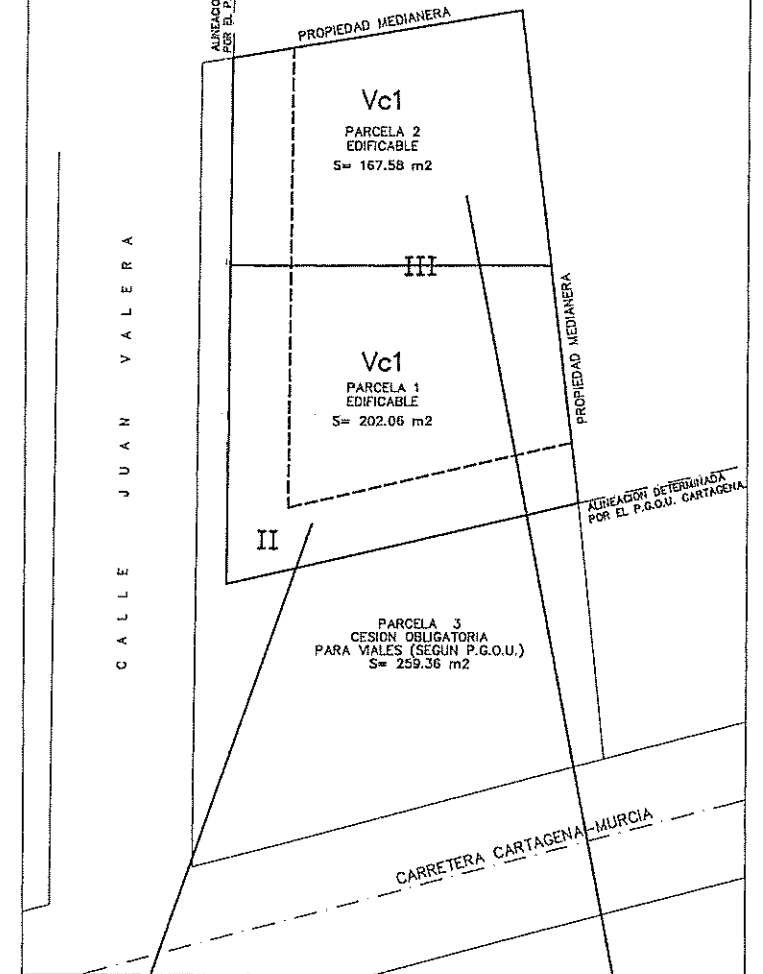 POR EL P
PROPIEDAD MEDIANERA
Vc1
PARCELA 2
EDIFICABLE
S= 167.58 m2
III
CALLE JUAN VALERA
Vc1
PARCELA 1
EDIFICABLE
S= 202.06 m2
PROPIEDAD MEDIANERA
II
ALINEACION DETERMINADA
POR EL P.G.O.U. CARTAGENA.
PARCELA 3
CESION OBLIGATORIA
PARA VIALES (SEGUN P.G.O.U.)
S= 259.36 m2
CARRETERA CARTAGENA-MURCIA